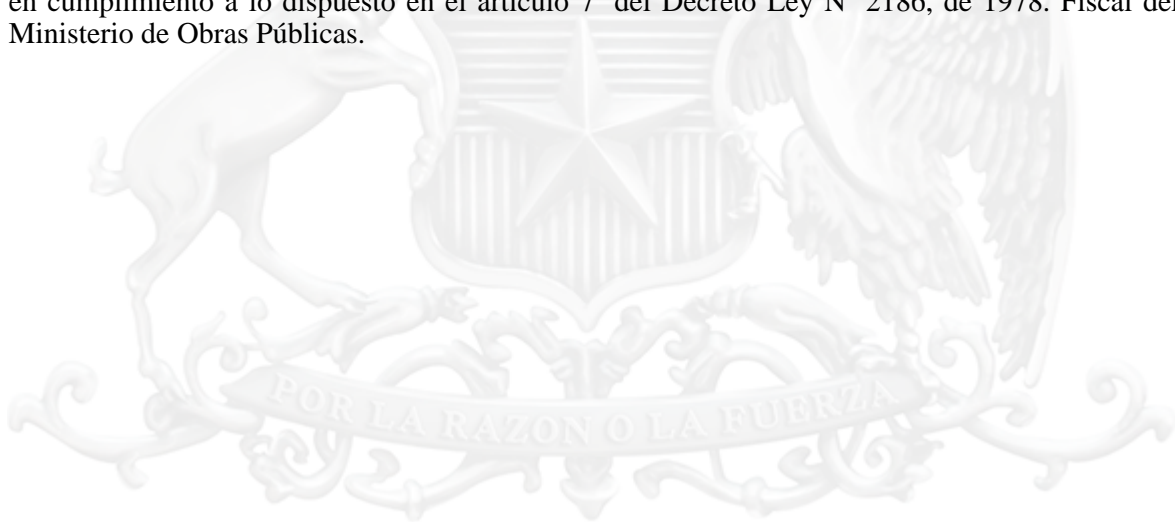 en cumplimiento a lo dispuesto en el artículo 7° del Decreto Ley N° 2186, de 1978. Fiscal del
Ministerio de Obras Públicas.
POR LA RAZON O LA FUERZA